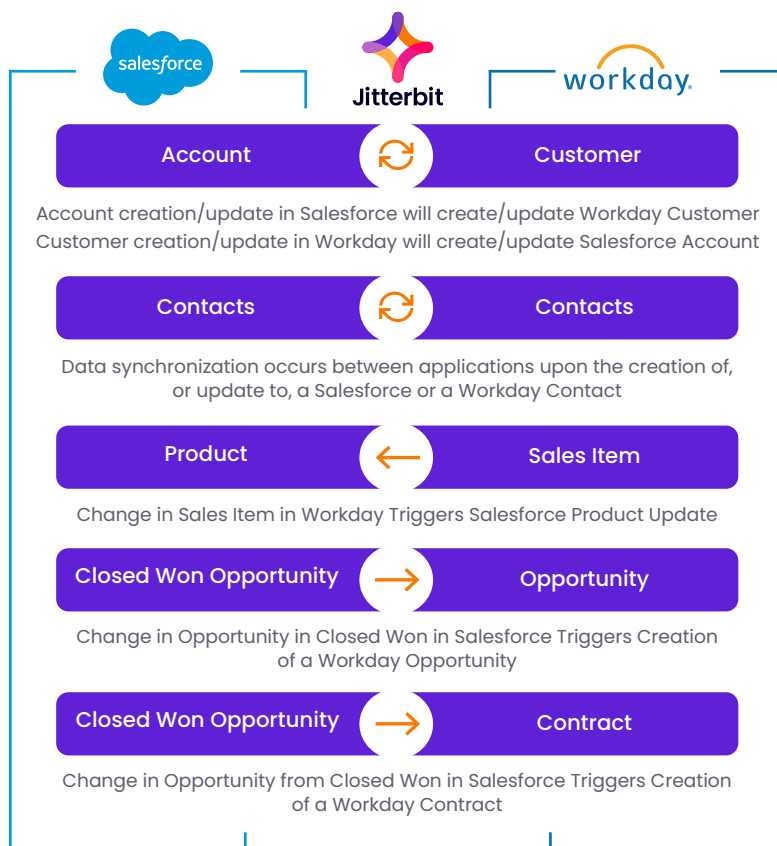 salesforce
Jitterbit
workday.
Account
Customer
Account creation/update in Salesforce will create/update Workday Customer
Customer creation/update in Workday will create/update Salesforce Account
Contacts
Contacts
Data synchronization occurs between applications upon the creation of,
or update to, a Salesforce or a Workday Contact
Product
Sales Item
Change in Sales Item in Workday Triggers Salesforce Product Update
Closed Won Opportunity
Opportunity
Change in Opportunity in Closed Won in Salesforce Triggers Creation
of a Workday Opportunity
Closed Won Opportunity
Contract
Change in Opportunity from Closed Won in Salesforce Triggers Creation
of a Workday Contract